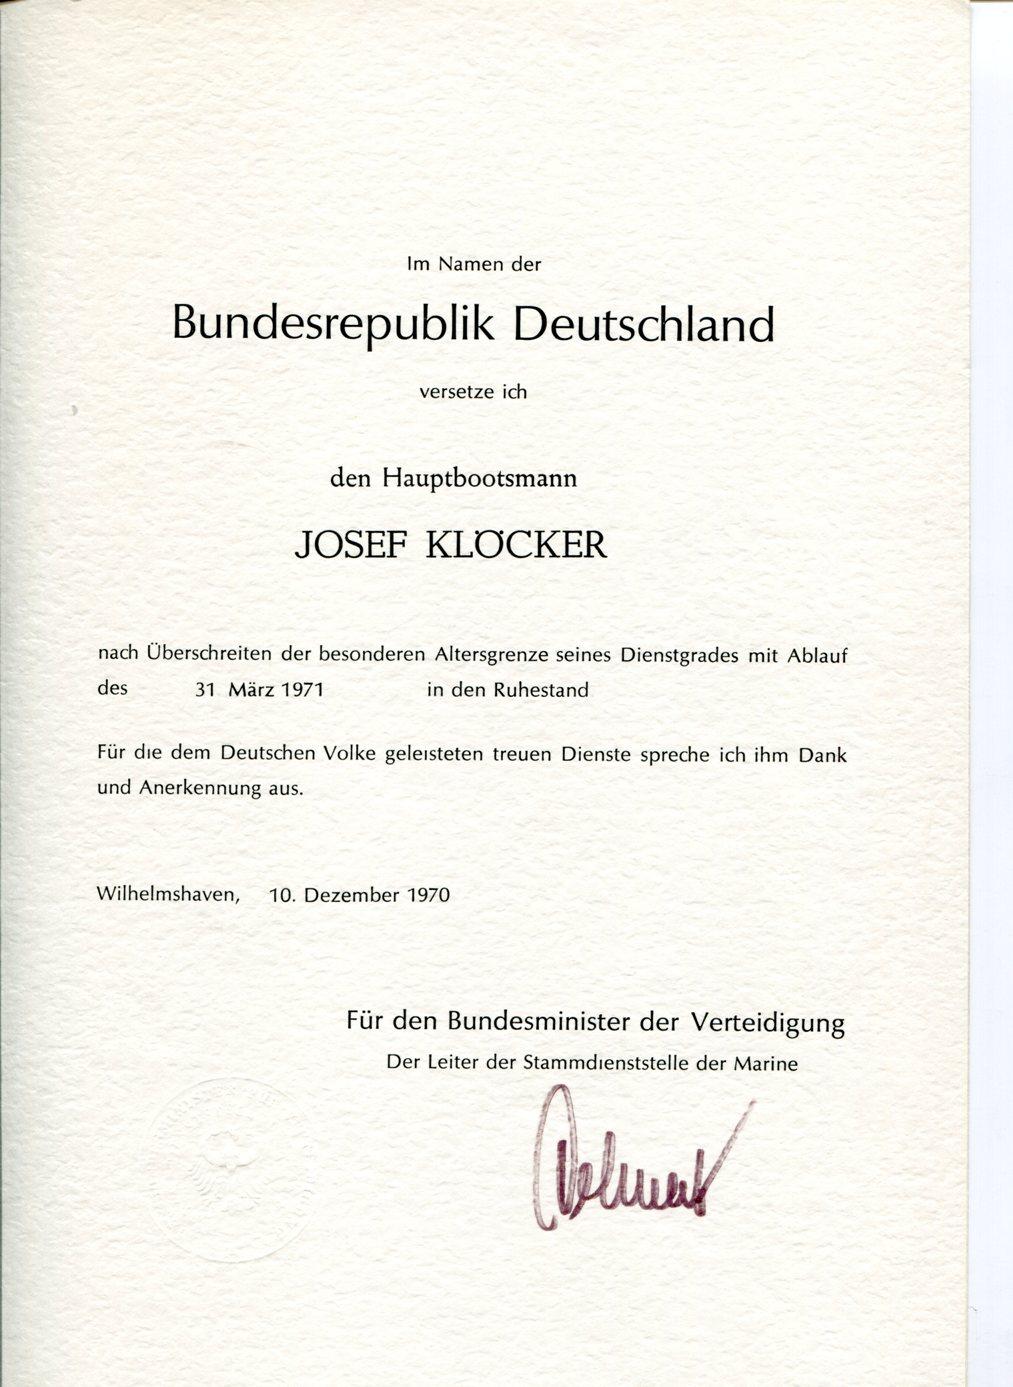 Im Namen der
Bundesrepublik Deutschland
versetze ich
den Hauptbootsmann
JOSEF KLÖCKER
nach Überschreiten der besonderen Altersgrenze seines Dienstgrades mit Ablauf
des 31 März 1971 in den Ruhestand
Für die dem Deutschen Volke geleisteten treuen Dienste spreche ich ihm Dank
und Anerkennung aus.
Wilhelmshaven, 10. Dezember 1970
Für den Bundesminister der Verteidigung
Der Leiter der Stammdienststelle der Marine